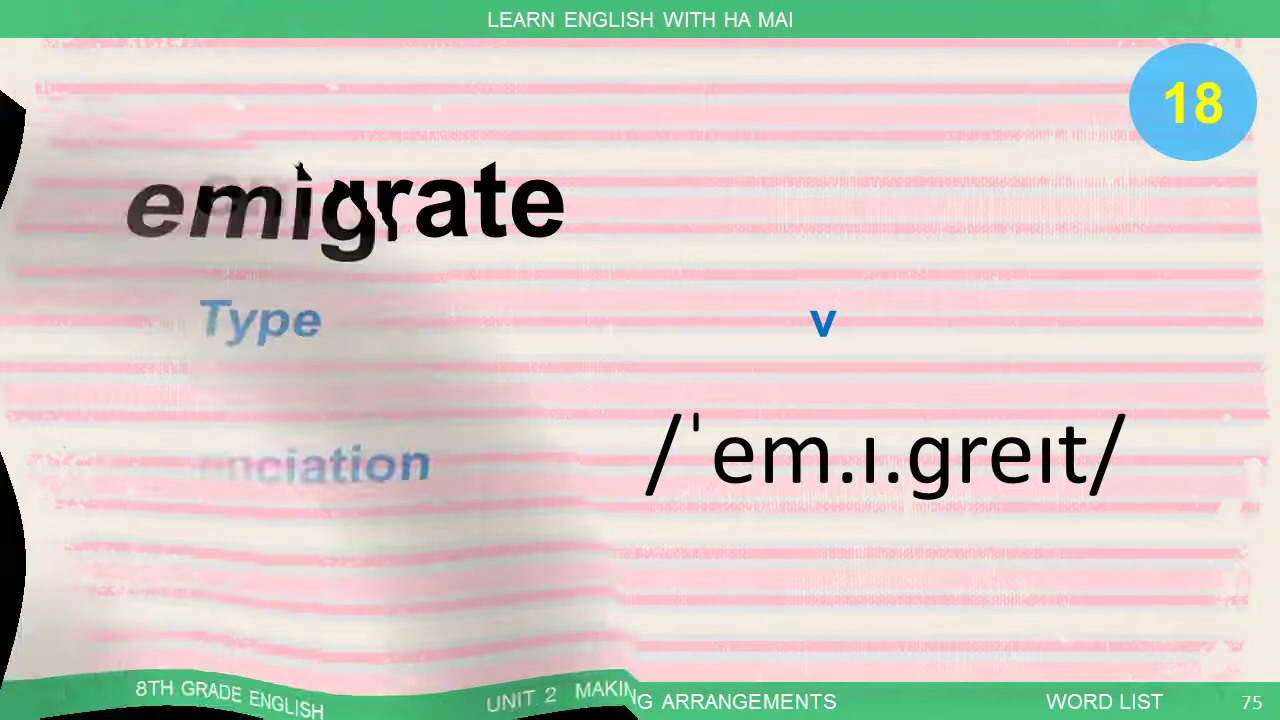 LEARN ENGLISH WITH HA MAI
18
emigrate
Type v
nciation /ˈem.ɪ.ɡreɪt/
8TH GRADE ENGLISH UNIT 2 MAKING ARRANGEMENTS WORD LIST 75